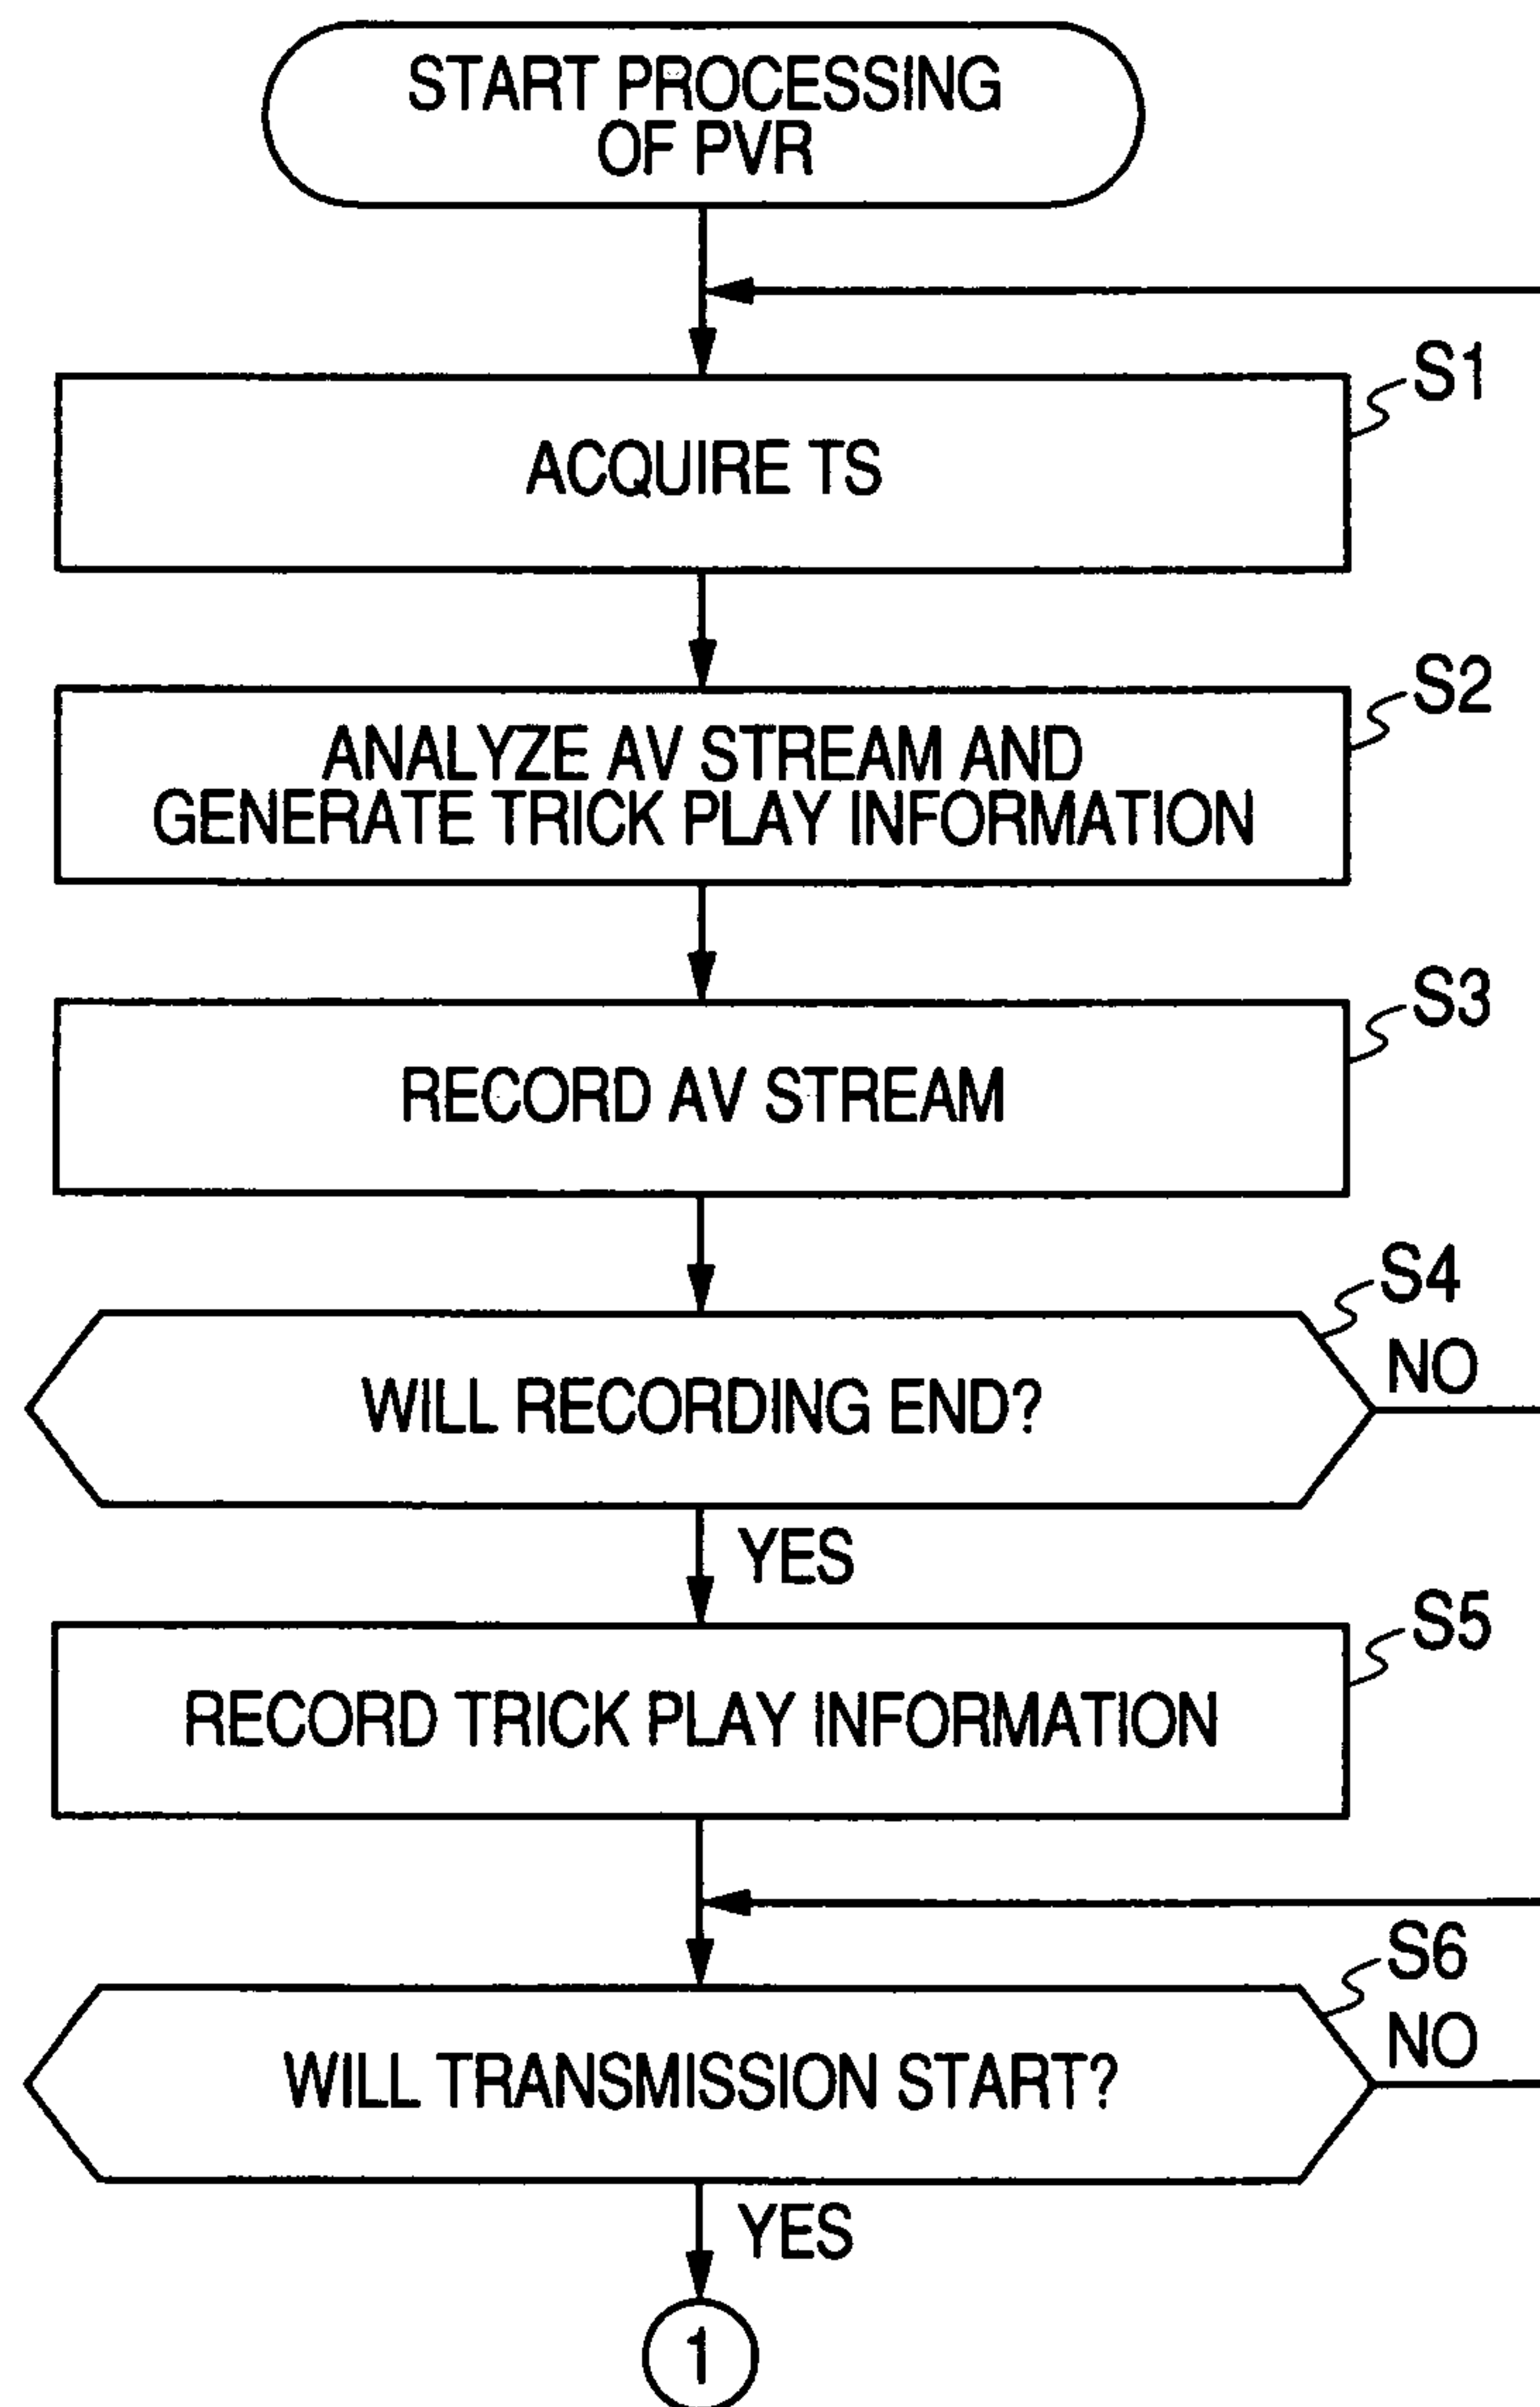 START PROCESSING
OF PVR
S1
ACQUIRE TS
S2
ANALYZE AV STREAM AND
GENERATE TRICK PLAY INFORMATION
S3
RECORD AV STREAM
S4
NO
WILL RECORDING END?
YES
S5
RECORD TRICK PLAY INFORMATION
S6
NO
WILL TRANSMISSION START?
YES
1